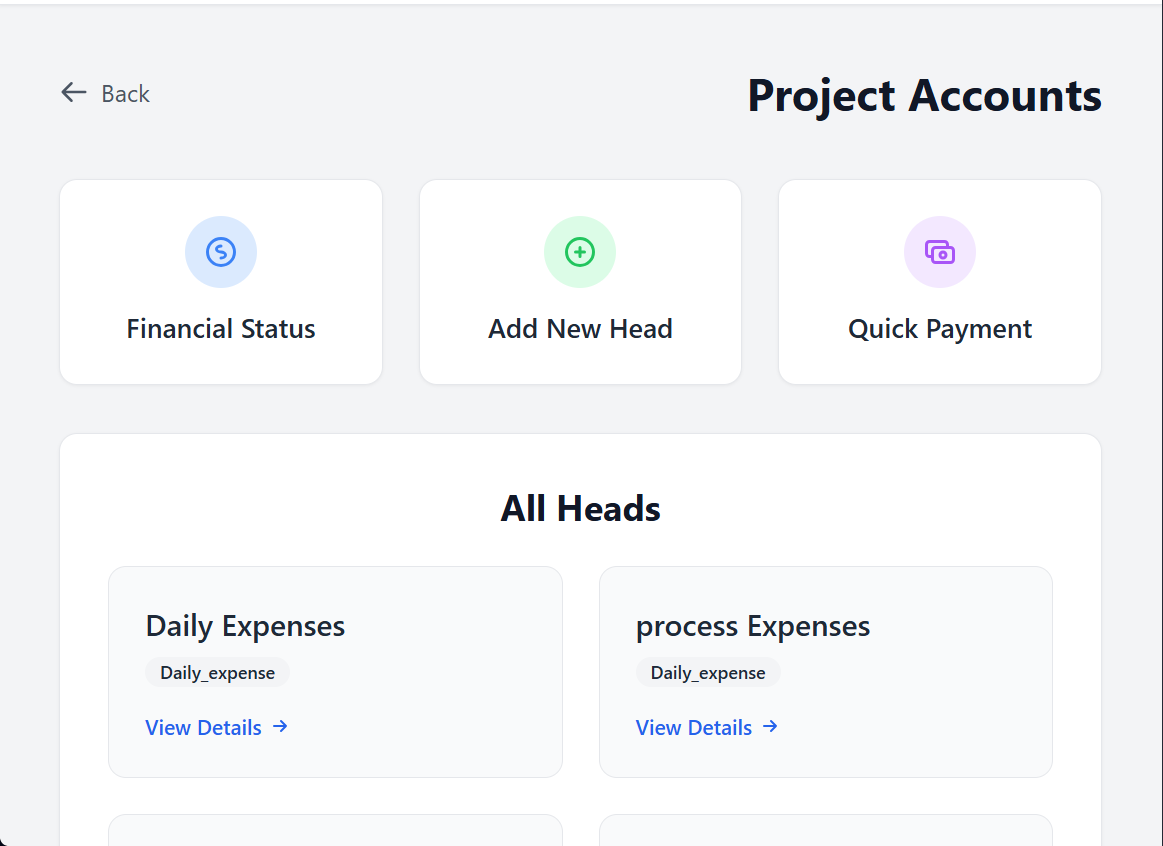 Back
Project Accounts
Financial Status
Add New Head
Quick Payment
All Heads
Daily Expenses
Daily_expense
View Details →
process Expenses
Daily_expense
View Details →